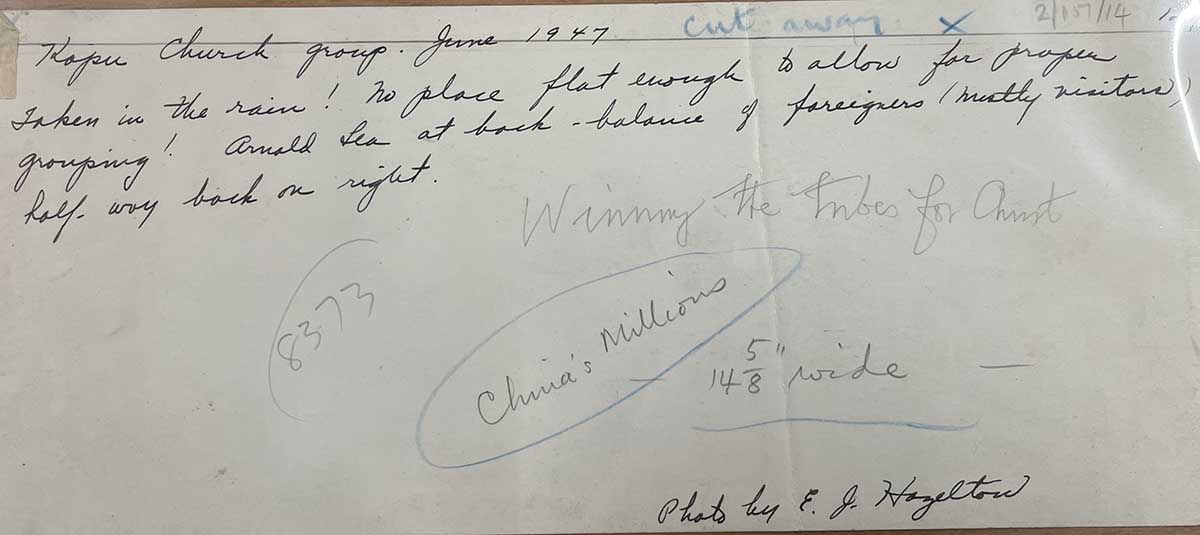 cut away X 2/157/14
Kopu Church group. June 1947
Taken in the rain! No place flat enough to allow for proper
grouping! Arnold Lea at back - balance of foreigners (mostly visitors)
half-way back on right.
Winning the Tribes for Christ
8373
China's Millions
— 14 5/8" wide —
Photo by E. J. Hazelton